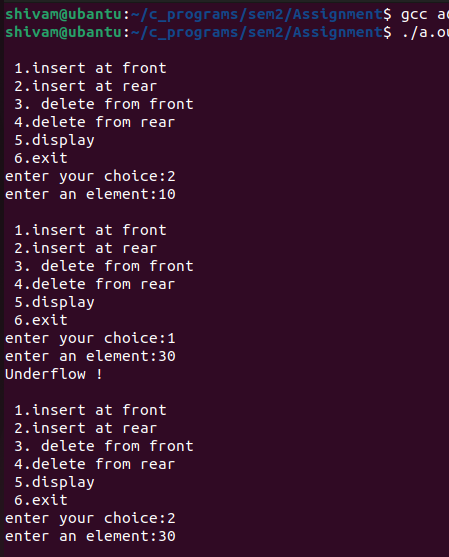 shivam@ubantu:~/c_programs/sem2/Assignment$ gcc
shivam@ubantu:~/c_programs/sem2/Assignment$
1.insert at front
2.insert at rear
3. delete from front
4.delete from rear
5.display
6.exit
enter your choice:2
enter an element:10
1.insert at front
2.insert at rear
3. delete from front
4.delete from rear
5.display
6.exit
enter your choice:1
enter an element:30
Underflow !
1.insert at front
2.insert at rear
3. delete from front
4.delete from rear
5.display
6.exit
enter your choice:2
enter an element:30